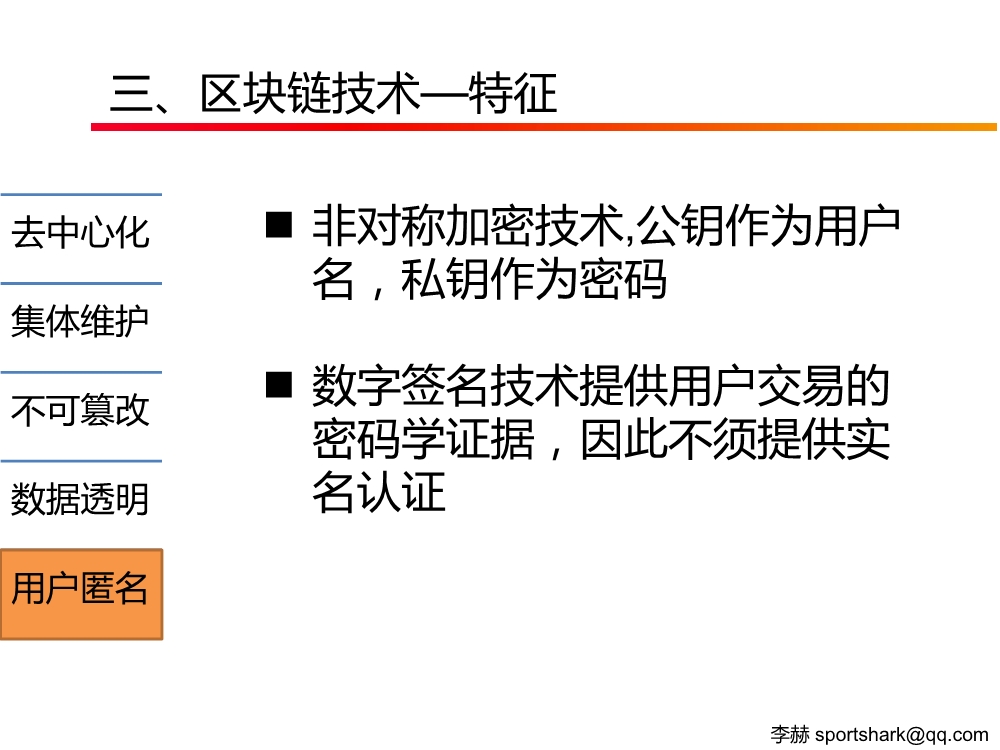 三、区块链技术—特征
去中心化
集体维护
不可篡改
数据透明
用户匿名
■ 非对称加密技术,公钥作为用户
名，私钥作为密码
■ 数字签名技术提供用户交易的
密码学证据，因此不须提供实
名认证
李赫 sportshark@qq.com